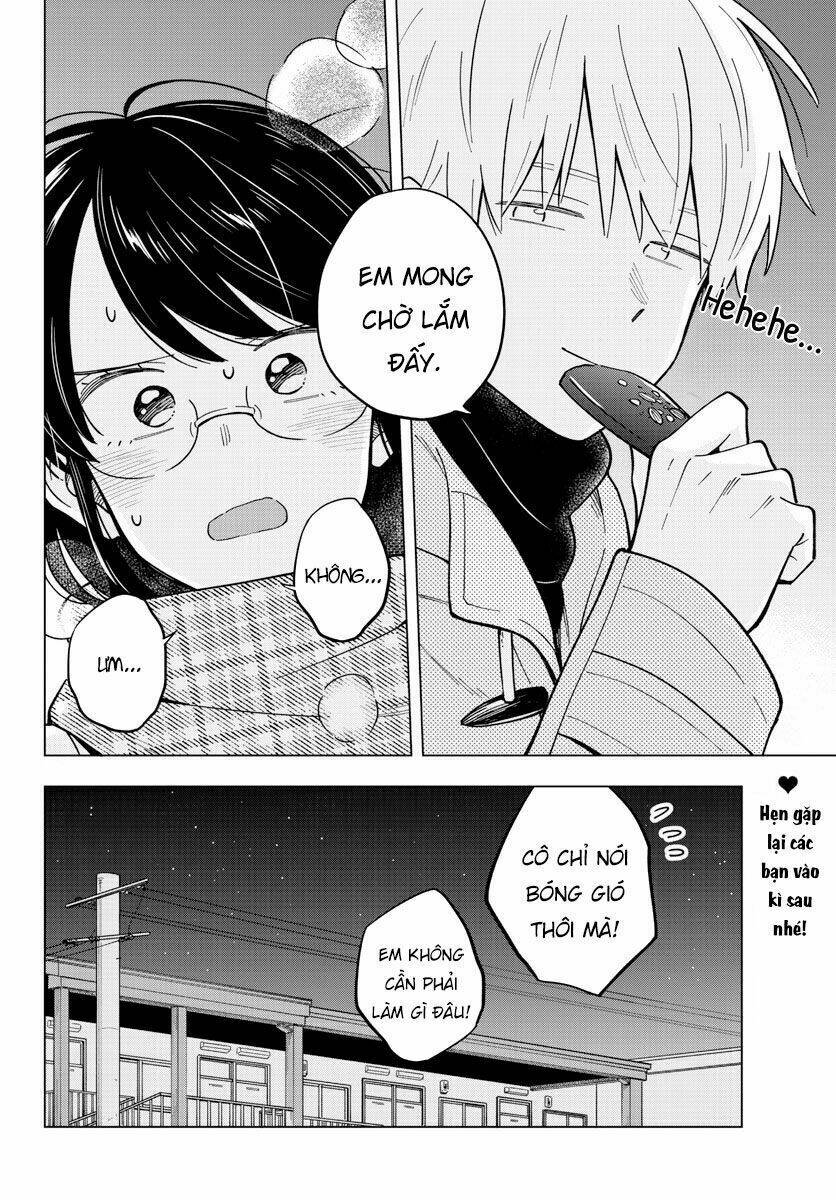 Hehehe...
EM MONG
CHỜ LẮM
ĐẤY.
KHÔNG...
ƯM...
CÔ CHỈ NÓI
BÓNG GIÓ
THÔI MÀ!
EM KHÔNG
CẦN PHẢI
LÀM GÌ ĐÂU!
Hẹn gặp
lại các
bạn vào
kì sau
nhé!